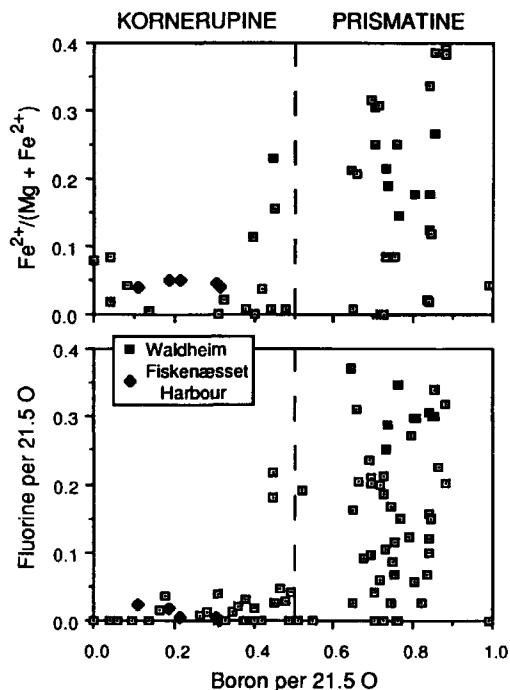 KORNERUPINE PRISMATINE
0.4
0.3
0.2
0.1
0.0
Fe2+/(Mg + Fe2+)
Waldheim
Fiskenæsset
Harbour
0.4
0.3
0.2
0.1
0.0
Fluorine per 21.5 O
0.0 0.2 0.4 0.6 0.8 1.0
Boron per 21.5 O